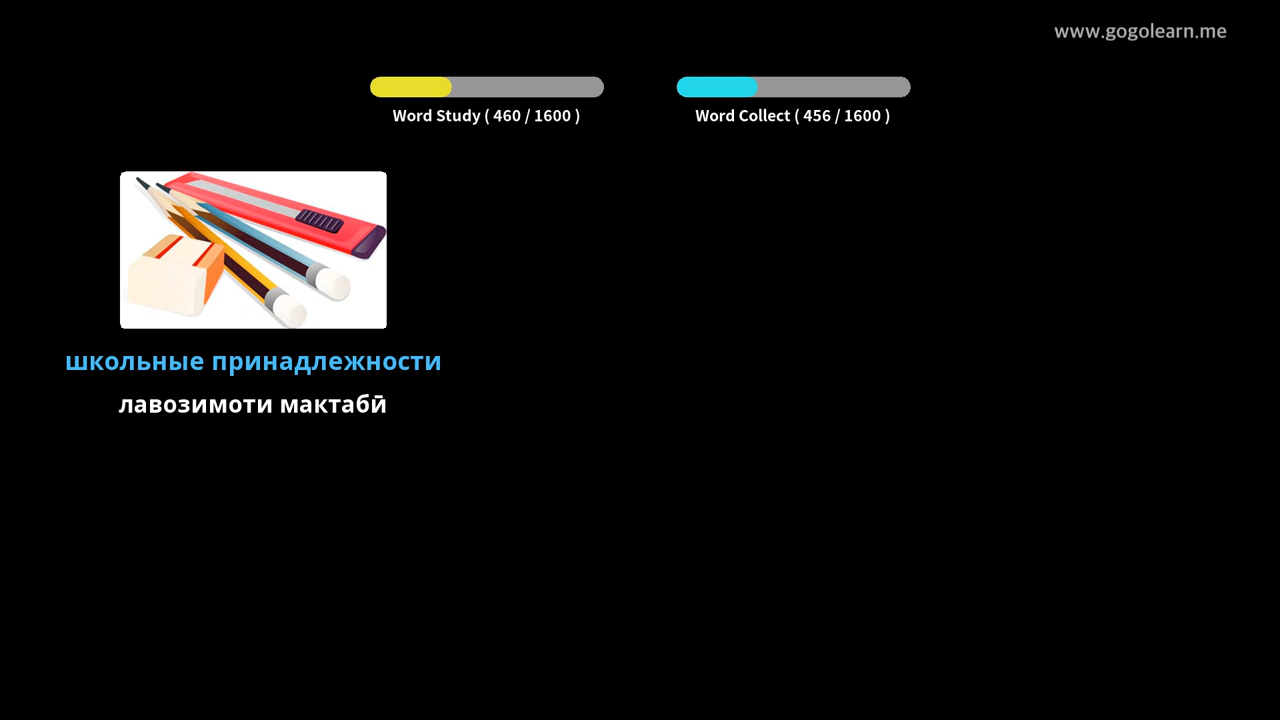 www.gogolearn.me
Word Study ( 460 / 1600 )
Word Collect ( 456 / 1600 )
школьные принадлежности
лавозимоти мактабӣ